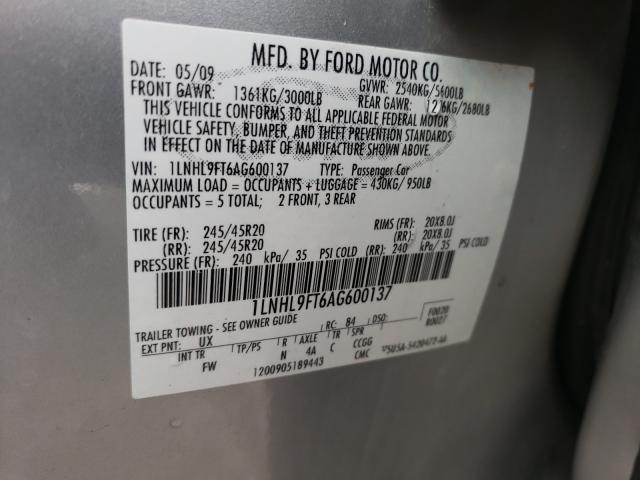 MFD. BY FORD MOTOR CO.
DATE: 05/09 GVWR: 2540KG/5600LB
FRONT GAWR: 1361KG/3000LB REAR GAWR: 1216KG/2680LB
THIS VEHICLE CONFORMS TO ALL APPLICABLE FEDERAL MOTOR
VEHICLE SAFETY, BUMPER, AND THEFT PREVENTION STANDARDS
IN EFFECT ON THE DATE OF MANUFACTURE SHOWN ABOVE.
VIN: 1LNHL9FT6AG600137 TYPE: Passenger Car
MAXIMUM LOAD = OCCUPANTS + LUGGAGE = 430KG/ 950LB
OCCUPANTS = 5 TOTAL; 2 FRONT, 3 REAR
TIRE (FR): 245/45R20 RIMS (FR): 20X8.0J
(RR): 245/45R20 (RR): 20X8.0J
PRESSURE (FR): 240 kPa/ 35 PSI COLD (RR): 240 kPa/ 35 PSI COLD
1LNHL9FT6AG600137
TRAILER TOWING - SEE OWNER GUIDE RC: 84 DSO: F0020
EXT PNT: UX R0027
INT TR TP/PS R AXLE TR SPR
FW N 4A C CCGG
CMC
1200905189443